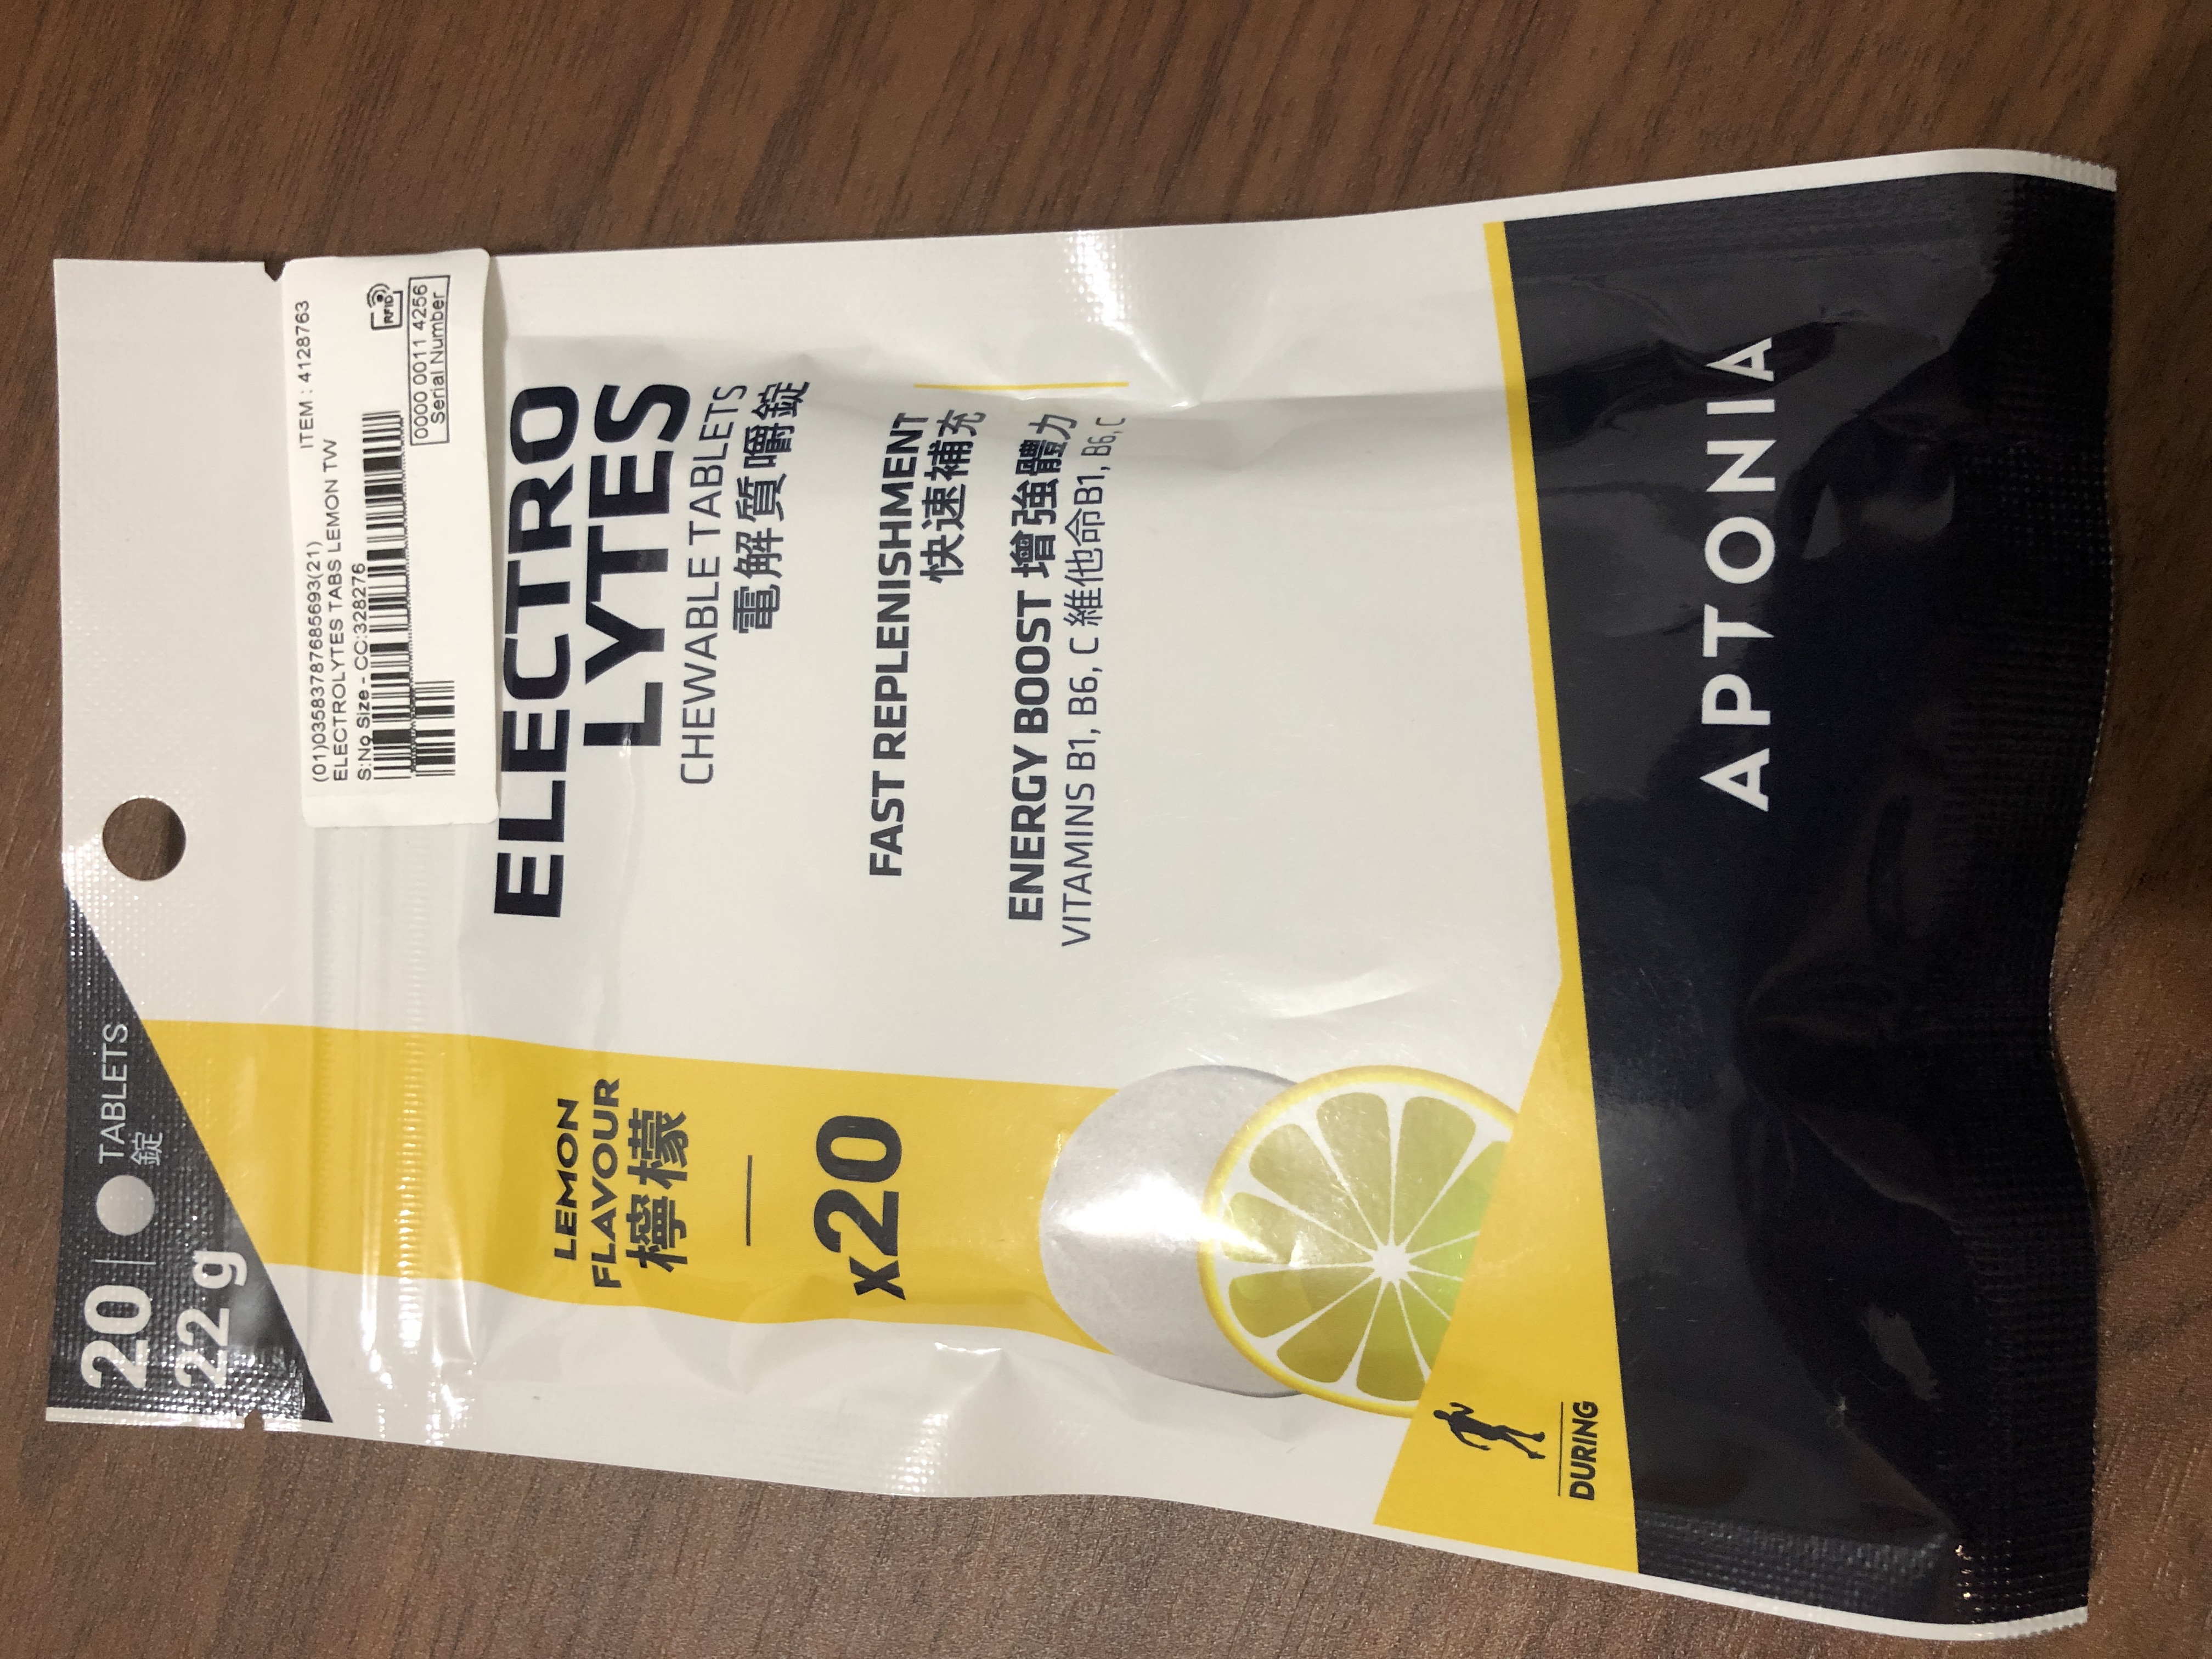 20 | TABLETS
錠
22 g
(01)03583787685693(21)
ITEM : 4128763
ELECTROLYTES TABS LEMON TW
S:No Size - CC:328276
RFID
0000 0011 4256
Serial Number
ELECTRO
LYTES
CHEWABLE TABLETS
電解質嚼錠
LEMON
FLAVOUR
檸檬
x20
FAST REPLENISHMENT
快速補充
ENERGY BOOST 增強體力
VITAMINS B1, B6, C 維他命B1, B6, C
DURING
APTONIA